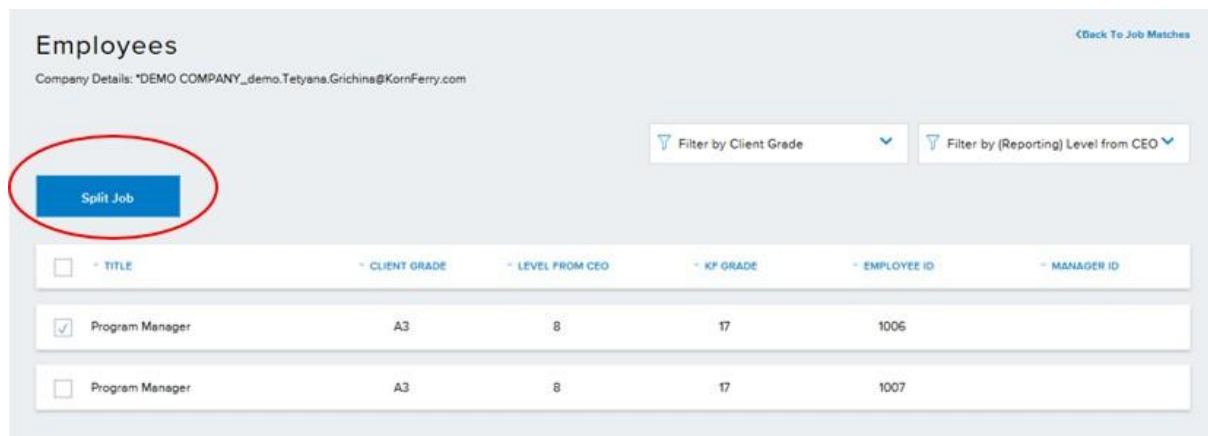 Employees
‹Back To Job Matches
Company Details: *DEMO COMPANY_demo.Tetyana.Grichina@KornFerry.com
Filter by Client Grade
Filter by (Reporting) Level from CEO
Split Job
TITLE CLIENT GRADE LEVEL FROM CEO KF GRADE EMPLOYEE ID MANAGER ID
Program Manager A3 8 17 1006
Program Manager A3 8 17 1007